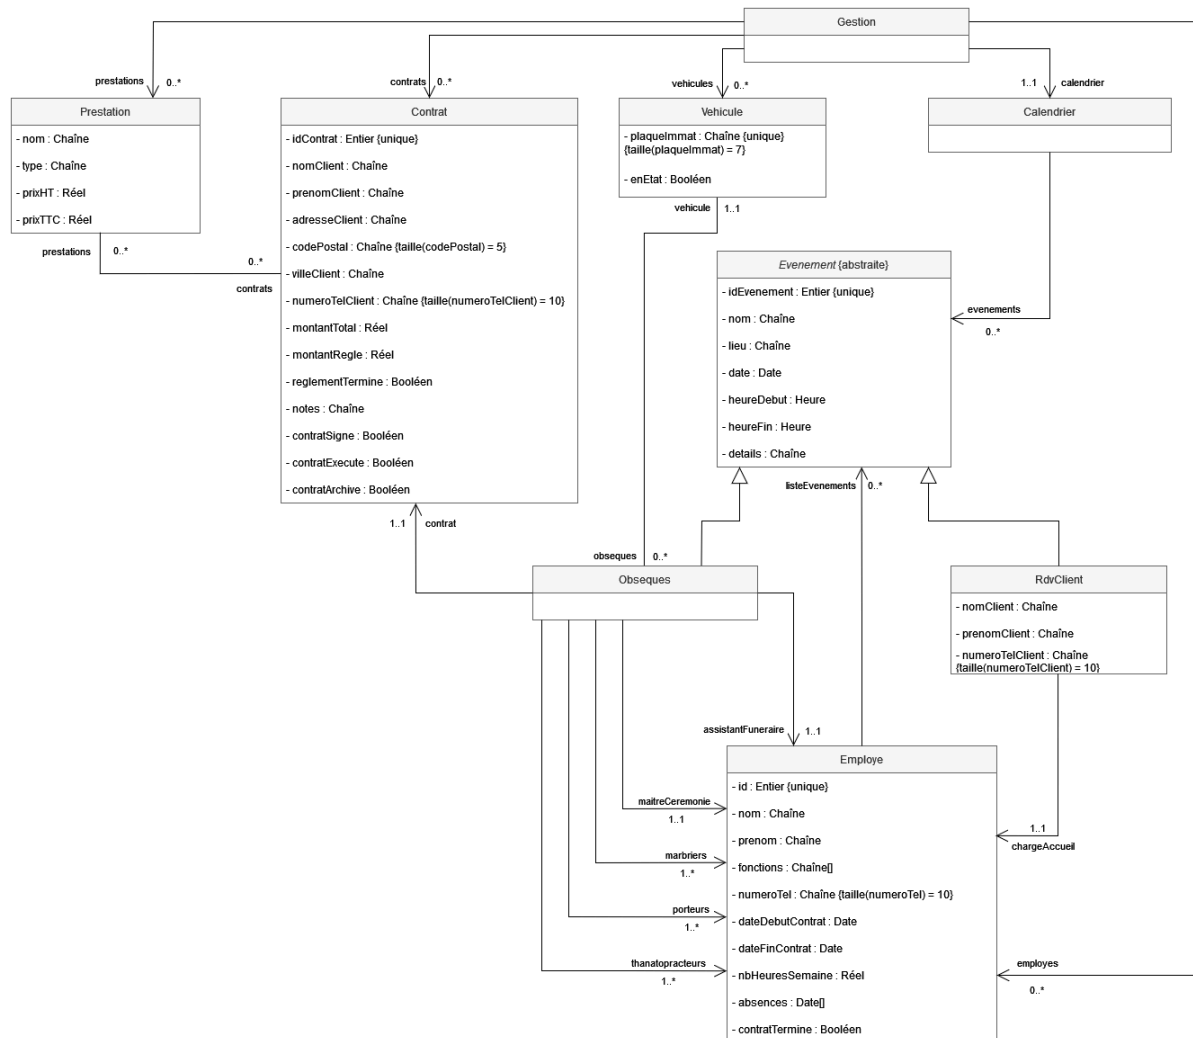 Gestion
prestations
0..*
contrats
0..*
vehicules
0..*
1..1
calendrier
Prestation
- nom : Chaîne
- type : Chaîne
- prixHT : Réel
- prixTTC : Réel
prestations
0..*
0..*
contrats
Contrat
- idContrat : Entier {unique}
- nomClient : Chaîne
- prenomClient : Chaîne
- adresseClient : Chaîne
- codePostal : Chaîne {taille(codePostal) = 5}
- villeClient : Chaîne
- numeroTelClient : Chaîne {taille(numeroTelClient) = 10}
- montantTotal : Réel
- montantRegle : Réel
- reglementTermine : Booléen
- notes : Chaîne
- contratSigne : Booléen
- contratExecute : Booléen
- contratArchive : Booléen
1..1
contrat
Vehicule
- plaqueImmat : Chaîne {unique}
{taille(plaqueImmat) = 7}
- enEtat : Booléen
vehicule
1..1
Calendrier
Evenement {abstraite}
- idEvenement : Entier {unique}
- nom : Chaîne
- lieu : Chaîne
- date : Date
- heureDebut : Heure
- heureFin : Heure
- details : Chaîne
evenements
0..*
listeEvenements
0..*
obseques
0..*
Obseques
RdvClient
- nomClient : Chaîne
- prenomClient : Chaîne
- numeroTelClient : Chaîne
{taille(numeroTelClient) = 10}
assistantFuneraire
1..1
maitreCeremonie
1..1
marbriers
1..*
porteurs
1..*
thanatopracteurs
1..*
Employe
- id : Entier {unique}
- nom : Chaîne
- prenom : Chaîne
- fonctions : Chaîne[]
- numeroTel : Chaîne {taille(numeroTel) = 10}
- dateDebutContrat : Date
- dateFinContrat : Date
- nbHeuresSemaine : Réel
- absences : Date[]
- contratTermine : Booléen
1..1
chargeAccueil
employes
0..*